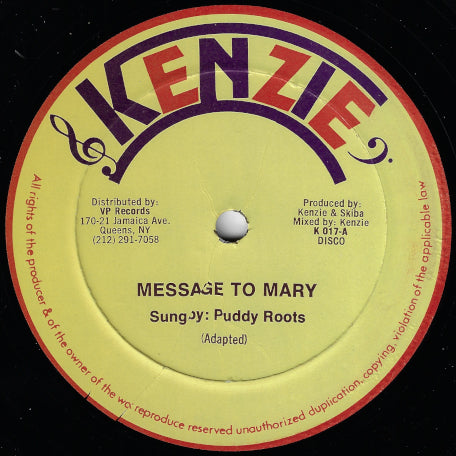 KENZIE
Distributed by:
VP Records
170-21 Jamaica Ave.
Queens, NY
(212) 291-7058
Produced by:
Kenzie & Skiba
Mixed by: Kenzie
K 017-A
DISCO
MESSAGE TO MARY
Sung by: Puddy Roots
(Adapted)
All rights of the producer & of the owner of the reproduce reserved unauthorized duplication, copying, violation of the applicable law